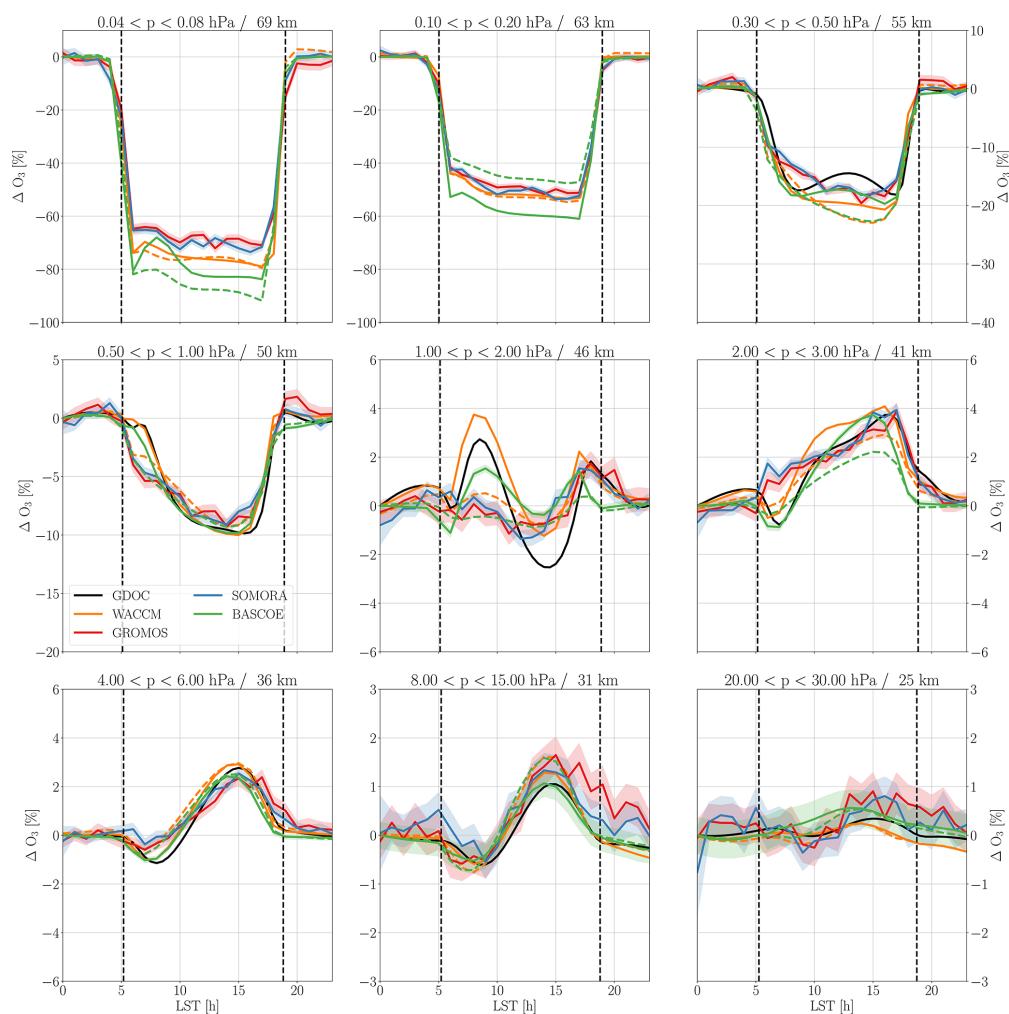 0.04 < p < 0.08 hPa / 69 km
0.10 < p < 0.20 hPa / 63 km
0.30 < p < 0.50 hPa / 55 km
0
−20
−40
−60
−80
−100
Δ O3 [%]
0
−20
−40
−60
−80
−100
10
0
−10
−20
−30
−40
Δ O3 [%]
0.50 < p < 1.00 hPa / 50 km
1.00 < p < 2.00 hPa / 46 km
2.00 < p < 3.00 hPa / 41 km
5
0
−5
−10
−15
−20
Δ O3 [%]
GDOC
WACCM
GROMOS
SOMORA
BASCOE
6
4
2
0
−2
−4
−6
6
4
2
0
−2
−4
−6
Δ O3 [%]
4.00 < p < 6.00 hPa / 36 km
8.00 < p < 15.00 hPa / 31 km
20.00 < p < 30.00 hPa / 25 km
6
4
2
0
−2
−4
−6
Δ O3 [%]
3
2
1
0
−1
−2
−3
3
2
1
0
−1
−2
−3
Δ O3 [%]
0 5 10 15 20
0 5 10 15 20
0 5 10 15 20
LST [h]
LST [h]
LST [h]